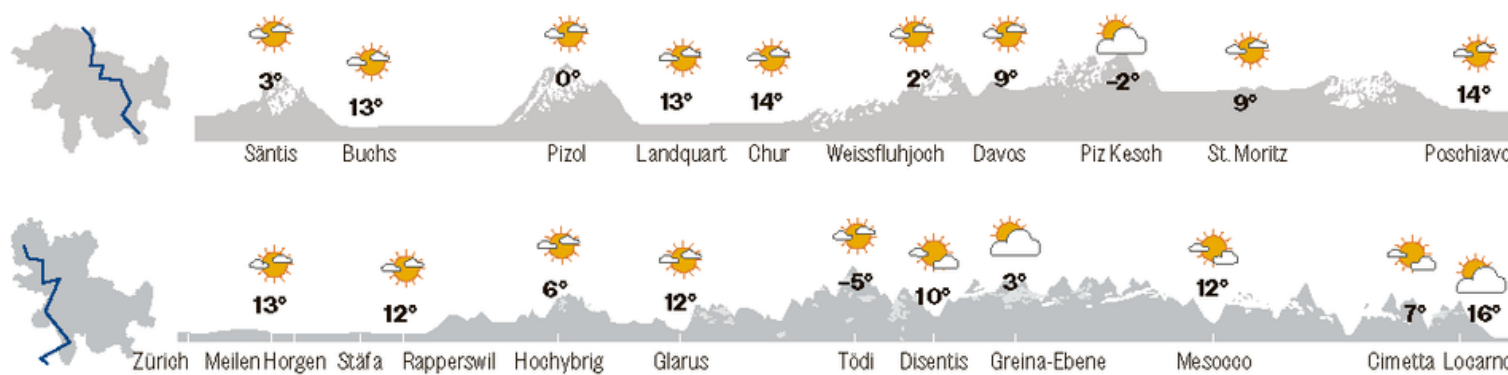 3° 13° 0° 13° 14° 2° 9° -2° 9° 14°
Säntis Buchs Pizol Landquart Chur Weissfluhjoch Davos Piz Kesch St. Moritz Poschiavo
13° 12° 6° 12° -5° 10° 3° 12° 7° 16°
Zürich Meilen Horgen Stäfa Rapperswil Hochybrig Glarus Tödi Disentis Greina-Ebene Mesocco Cimetta Locarno